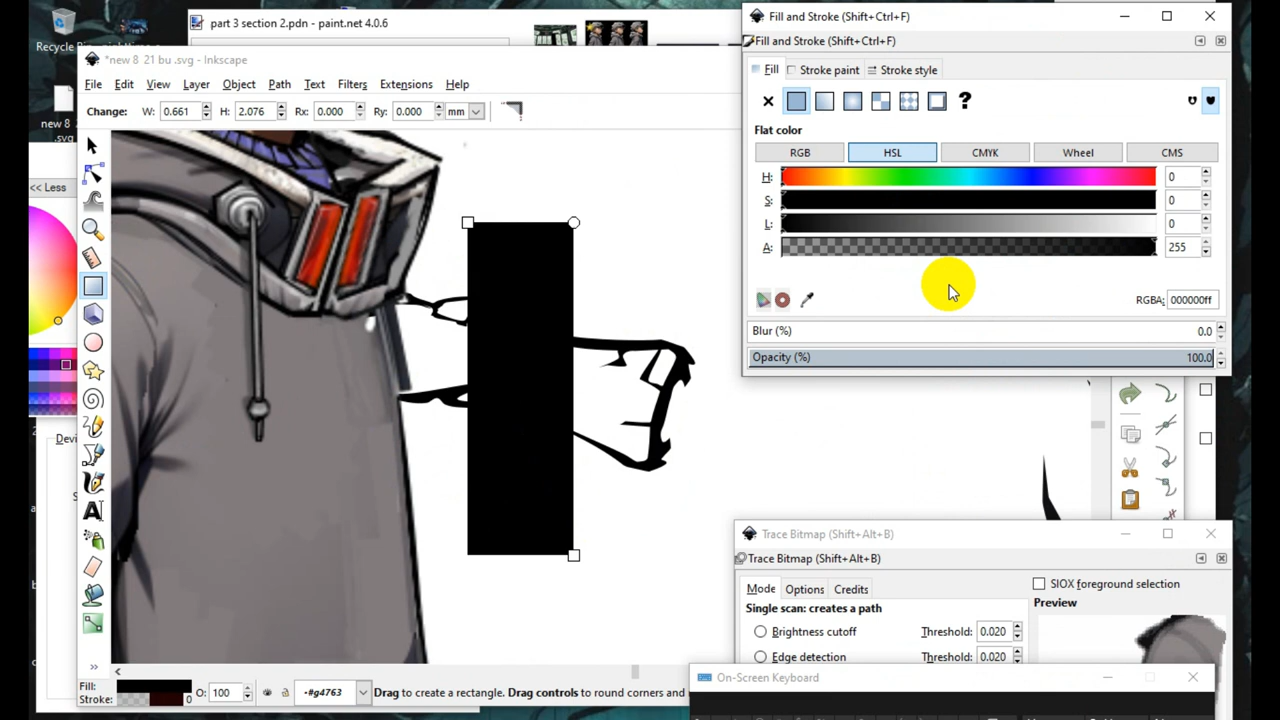 Recycle Bin
part 3 section 2.pdn - paint.net 4.0.6
new 8 21 bu
.svg
<< Less
*new 8 21 bu .svg - Inkscape
File Edit View Layer Object Path Text Filters Extensions Help
Change: W: 0.661 H: 2.076 Rx: 0.000 Ry: 0.000 mm
Fill and Stroke (Shift+Ctrl+F)
Fill and Stroke (Shift+Ctrl+F)
Fill Stroke paint Stroke style
?
Flat color
RGB HSL CMYK Wheel CMS
H: 0
S: 0
L: 0
A: 255
RGBA: 000000ff
Blur (%) 0.0
Opacity (%) 100.0
Trace Bitmap (Shift+Alt+B)
Trace Bitmap (Shift+Alt+B)
Mode Options Credits
SIOX foreground selection
Single scan: creates a path
Preview
Brightness cutoff Threshold: 0.020
Edge detection Threshold: 0.020
On-Screen Keyboard
Fill:
Stroke: 0
O: 100
-#g4763
Drag to create a rectangle. Drag controls to round corners and